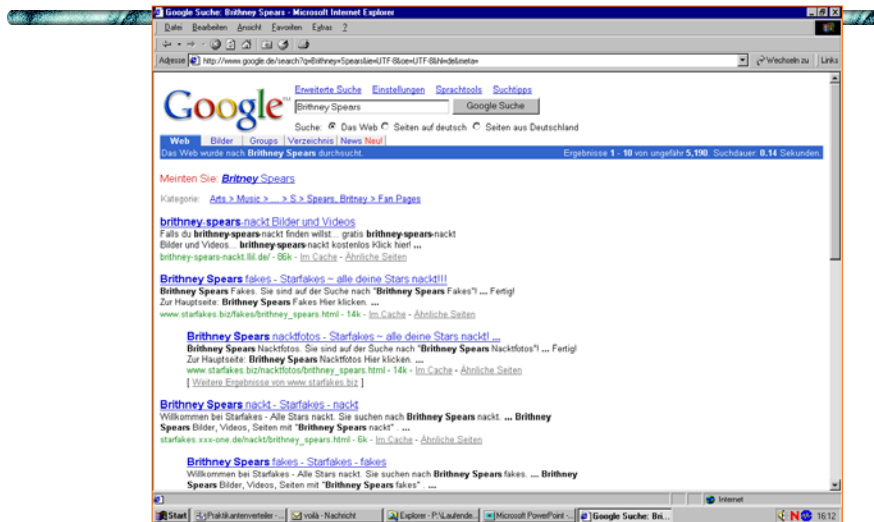 Google Suche: Brithney Spears - Microsoft Internet Explorer
Datei Bearbeiten Ansicht Favoriten Extras ?
Adresse http://www.google.de/search?q=Brithney+Spears&ie=UTF-8&oe=UTF-8&hl=de&meta= Wechseln zu Links
Erweiterte Suche Einstellungen Sprachtools Suchtipps
Google™
Brithney Spears Google Suche
Suche: Das Web Seiten auf deutsch Seiten aus Deutschland
Web Bilder Groups Verzeichnis News Neu!
Das Web wurde nach Brithney Spears durchsucht. Ergebnisse 1 - 10 von ungefähr 5,190. Suchdauer: 0.14 Sekunden.
Meinten Sie: Britney Spears
Kategorie: Arts > Music > ... > S > Spears, Britney > Fan Pages
brithney-spears-nackt Bilder und Videos
Falls du brithney-spears-nackt finden willst... gratis brithney-spears-nackt
Bilder und Videos... brithney-spears-nackt kostenlos Klick hier! ...
brithney-spears-nackt.llil.de/ - 86k - Im Cache - Ähnliche Seiten
Brithney Spears fakes - Starfakes ~ alle deine Stars nackt!!!
Brithney Spears Fakes. Sie sind auf der Suche nach "Brithney Spears Fakes"! ... Fertig!
Zur Hauptseite: Brithney Spears Fakes Hier klicken. ...
www.starfakes.biz/fakes/brithney_spears.html - 14k - Im Cache - Ähnliche Seiten
Brithney Spears nacktfotos - Starfakes ~ alle deine Stars nackt! ...
Brithney Spears Nacktfotos. Sie sind auf der Suche nach "Brithney Spears Nacktfotos"! ... Fertig!
Zur Hauptseite: Brithney Spears Nacktfotos Hier klicken. ...
www.starfakes.biz/nacktfotos/brithney_spears.html - 14k - Im Cache - Ähnliche Seiten
[ Weitere Ergebnisse von www.starfakes.biz ]
Brithney Spears nackt - Starfakes - nackt
Willkommen bei Starfakes - Alle Stars nackt. Sie suchen nach Brithney Spears nackt. ... Brithney
Spears Bilder, Videos, Seiten mit "Brithney Spears nackt" . ...
starfakes.xxx-one.de/nackt/brithney_spears.html - 6k - Im Cache - Ähnliche Seiten
Brithney Spears fakes - Starfakes - fakes
Willkommen bei Starfakes - Alle Stars nackt. Sie suchen nach Brithney Spears fakes. ... Brithney
Spears Bilder, Videos, Seiten mit "Brithney Spears fakes" . ...
Internet
Start Praktikantenverteiler - ... voilà - Nachricht Explorer - P:\Laufende... Microsoft PowerPoint -... Google Suche: Bri... N 16:12